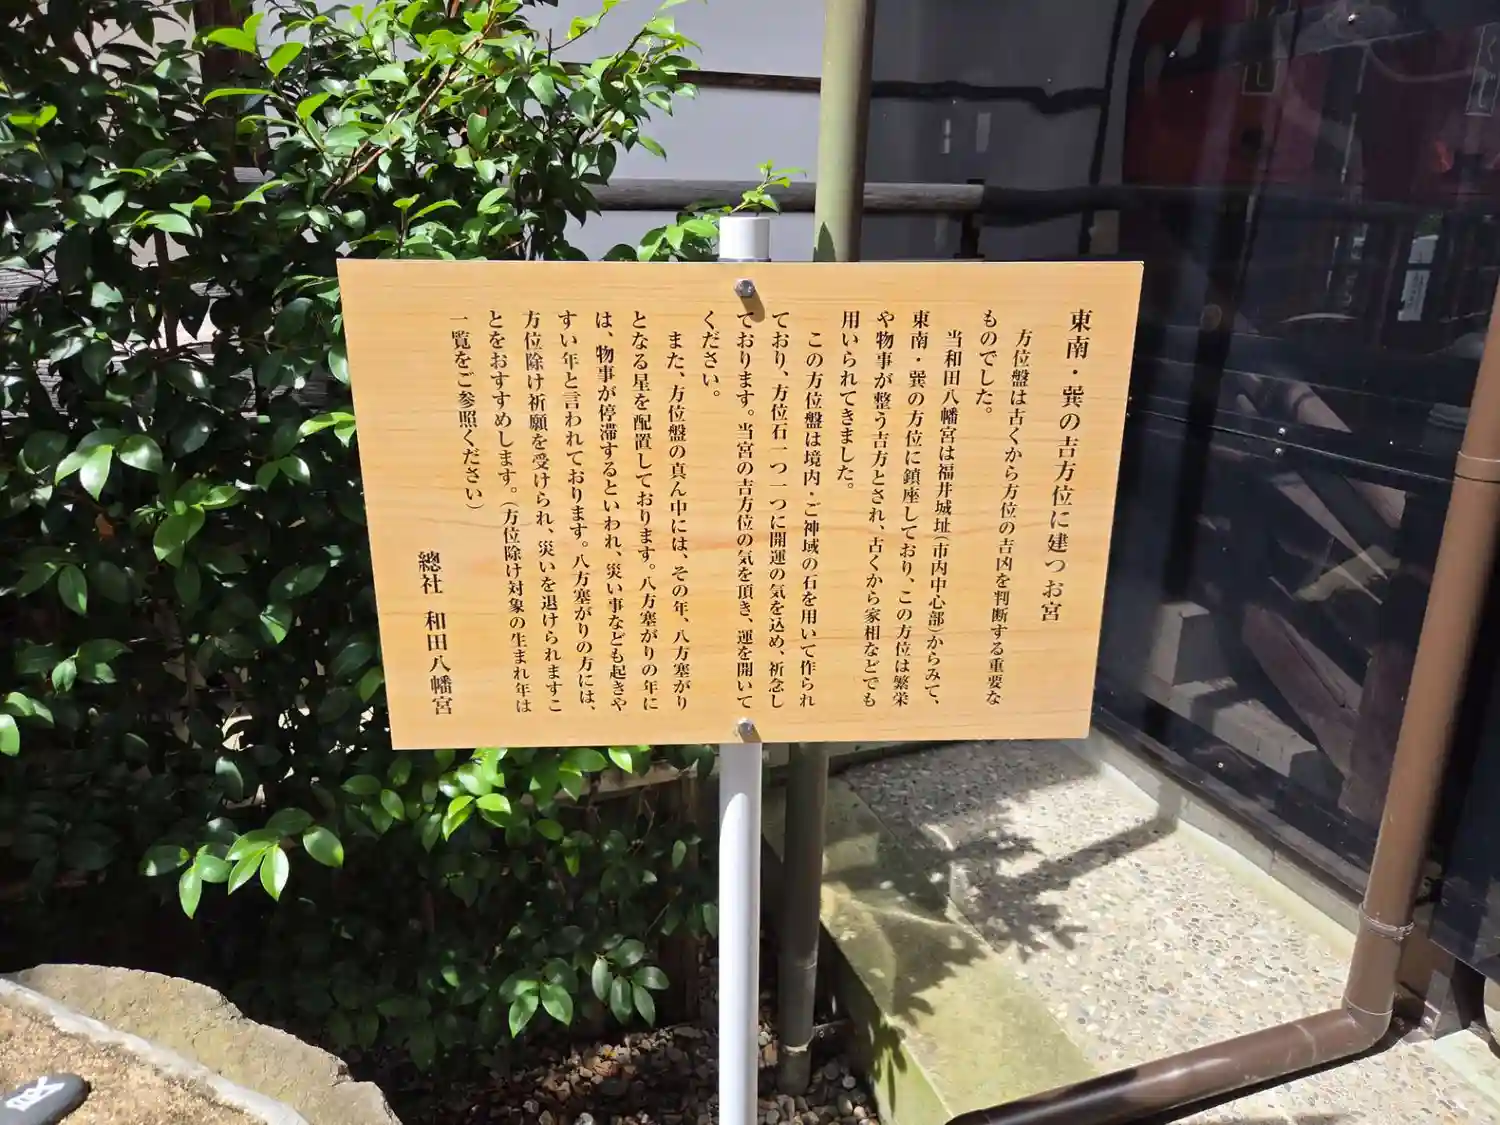 東南・巽の吉方位に建つお宮
方位盤は古くから方位の吉凶を判断する重要な
ものでした。
当和田八幡宮は福井城址(市内中心部)からみて、
東南・巽の方位に鎮座しており、この方位は繁栄
や物事が整う吉方とされ、古くから家相などでも
用いられてきました。
この方位盤は境内・ご神域の石を用いて作られ
ており、方位石一つ一つに開運の気を込め、祈念し
ております。当宮の吉方位の気を頂き、運を開いて
ください。
また、方位盤の真ん中には、その年、八方塞がり
となる星を配置しております。八方塞がりの年に
は、物事が停滞するといわれ、災い事なども起きや
すい年と言われております。八方塞がりの方には、
方位除け祈願を受けられ、災いを退けられますこ
とをおすすめします。(方位除け対象の生まれ年は
一覧をご参照ください)
總社 和田八幡宮